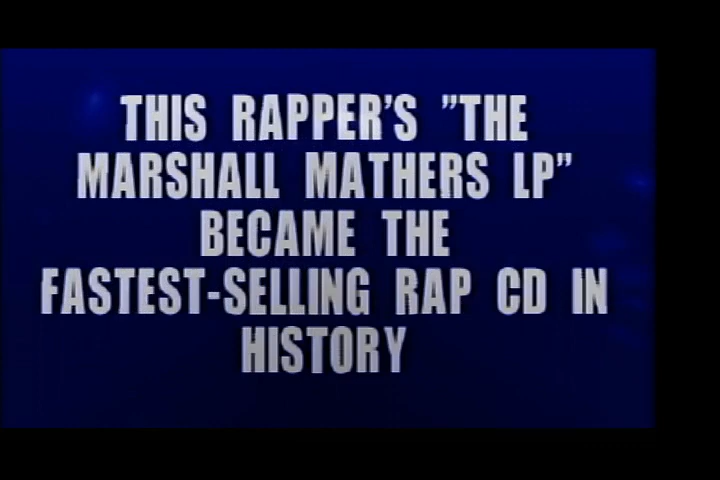 THIS RAPPER'S "THE
MARSHALL MATHERS LP"
BECAME THE
FASTEST-SELLING RAP CD IN
HISTORY